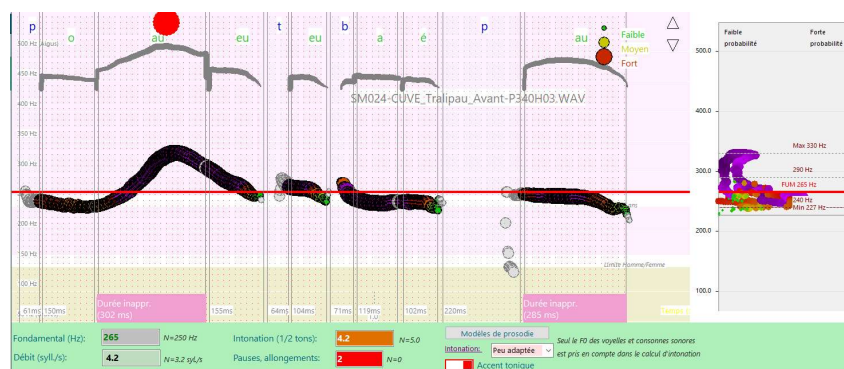 p t b p
o au eu eu a é au
Faible
Moyen
Fort
500 Hz (Aigus)
450 Hz
400 Hz
350 Hz
300 Hz
250 Hz
200 Hz
100 Hz
SM024-CUVE_Tralipau_Avant-P340H03.WAV
Limite Homme/Femme
Durée inappr.
(302 ms)
Durée inappr.
(285 ms)
61ms 150ms 155ms 64ms 104ms 71ms 119ms 102ms 220ms
Fondamental (Hz): 265 N=250 Hz
Débit (syll./s): 4.2 N=3.2 syL/s
Intonation (1/2 tons): 4.2 N=5.0
Pauses, allongements: 2 N=0
Modèles de prosodie
Intonation: Peu adaptée
Accent tonique
Seul le F0 des voyelles et consonnes sonores
est pris en compte dans le calcul d'intonation
Faible
probabilité
Forte
probabilité
500.0
400.0
300.0
200.0
100.0
Max 330 Hz
290 Hz
FUM 265 Hz
240 Hz
Min 227 Hz